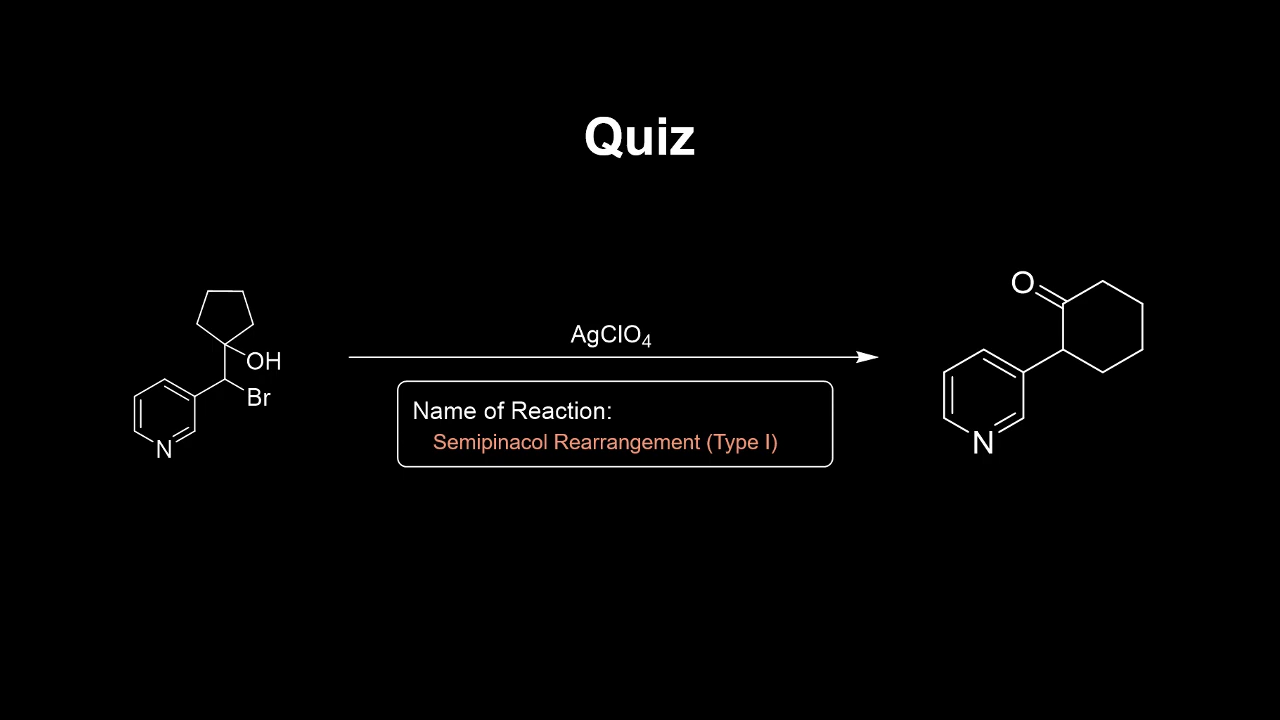 Quiz
O
AgClO₄
OH
Br
Name of Reaction:
Semipinacol Rearrangement (Type I)
N
N